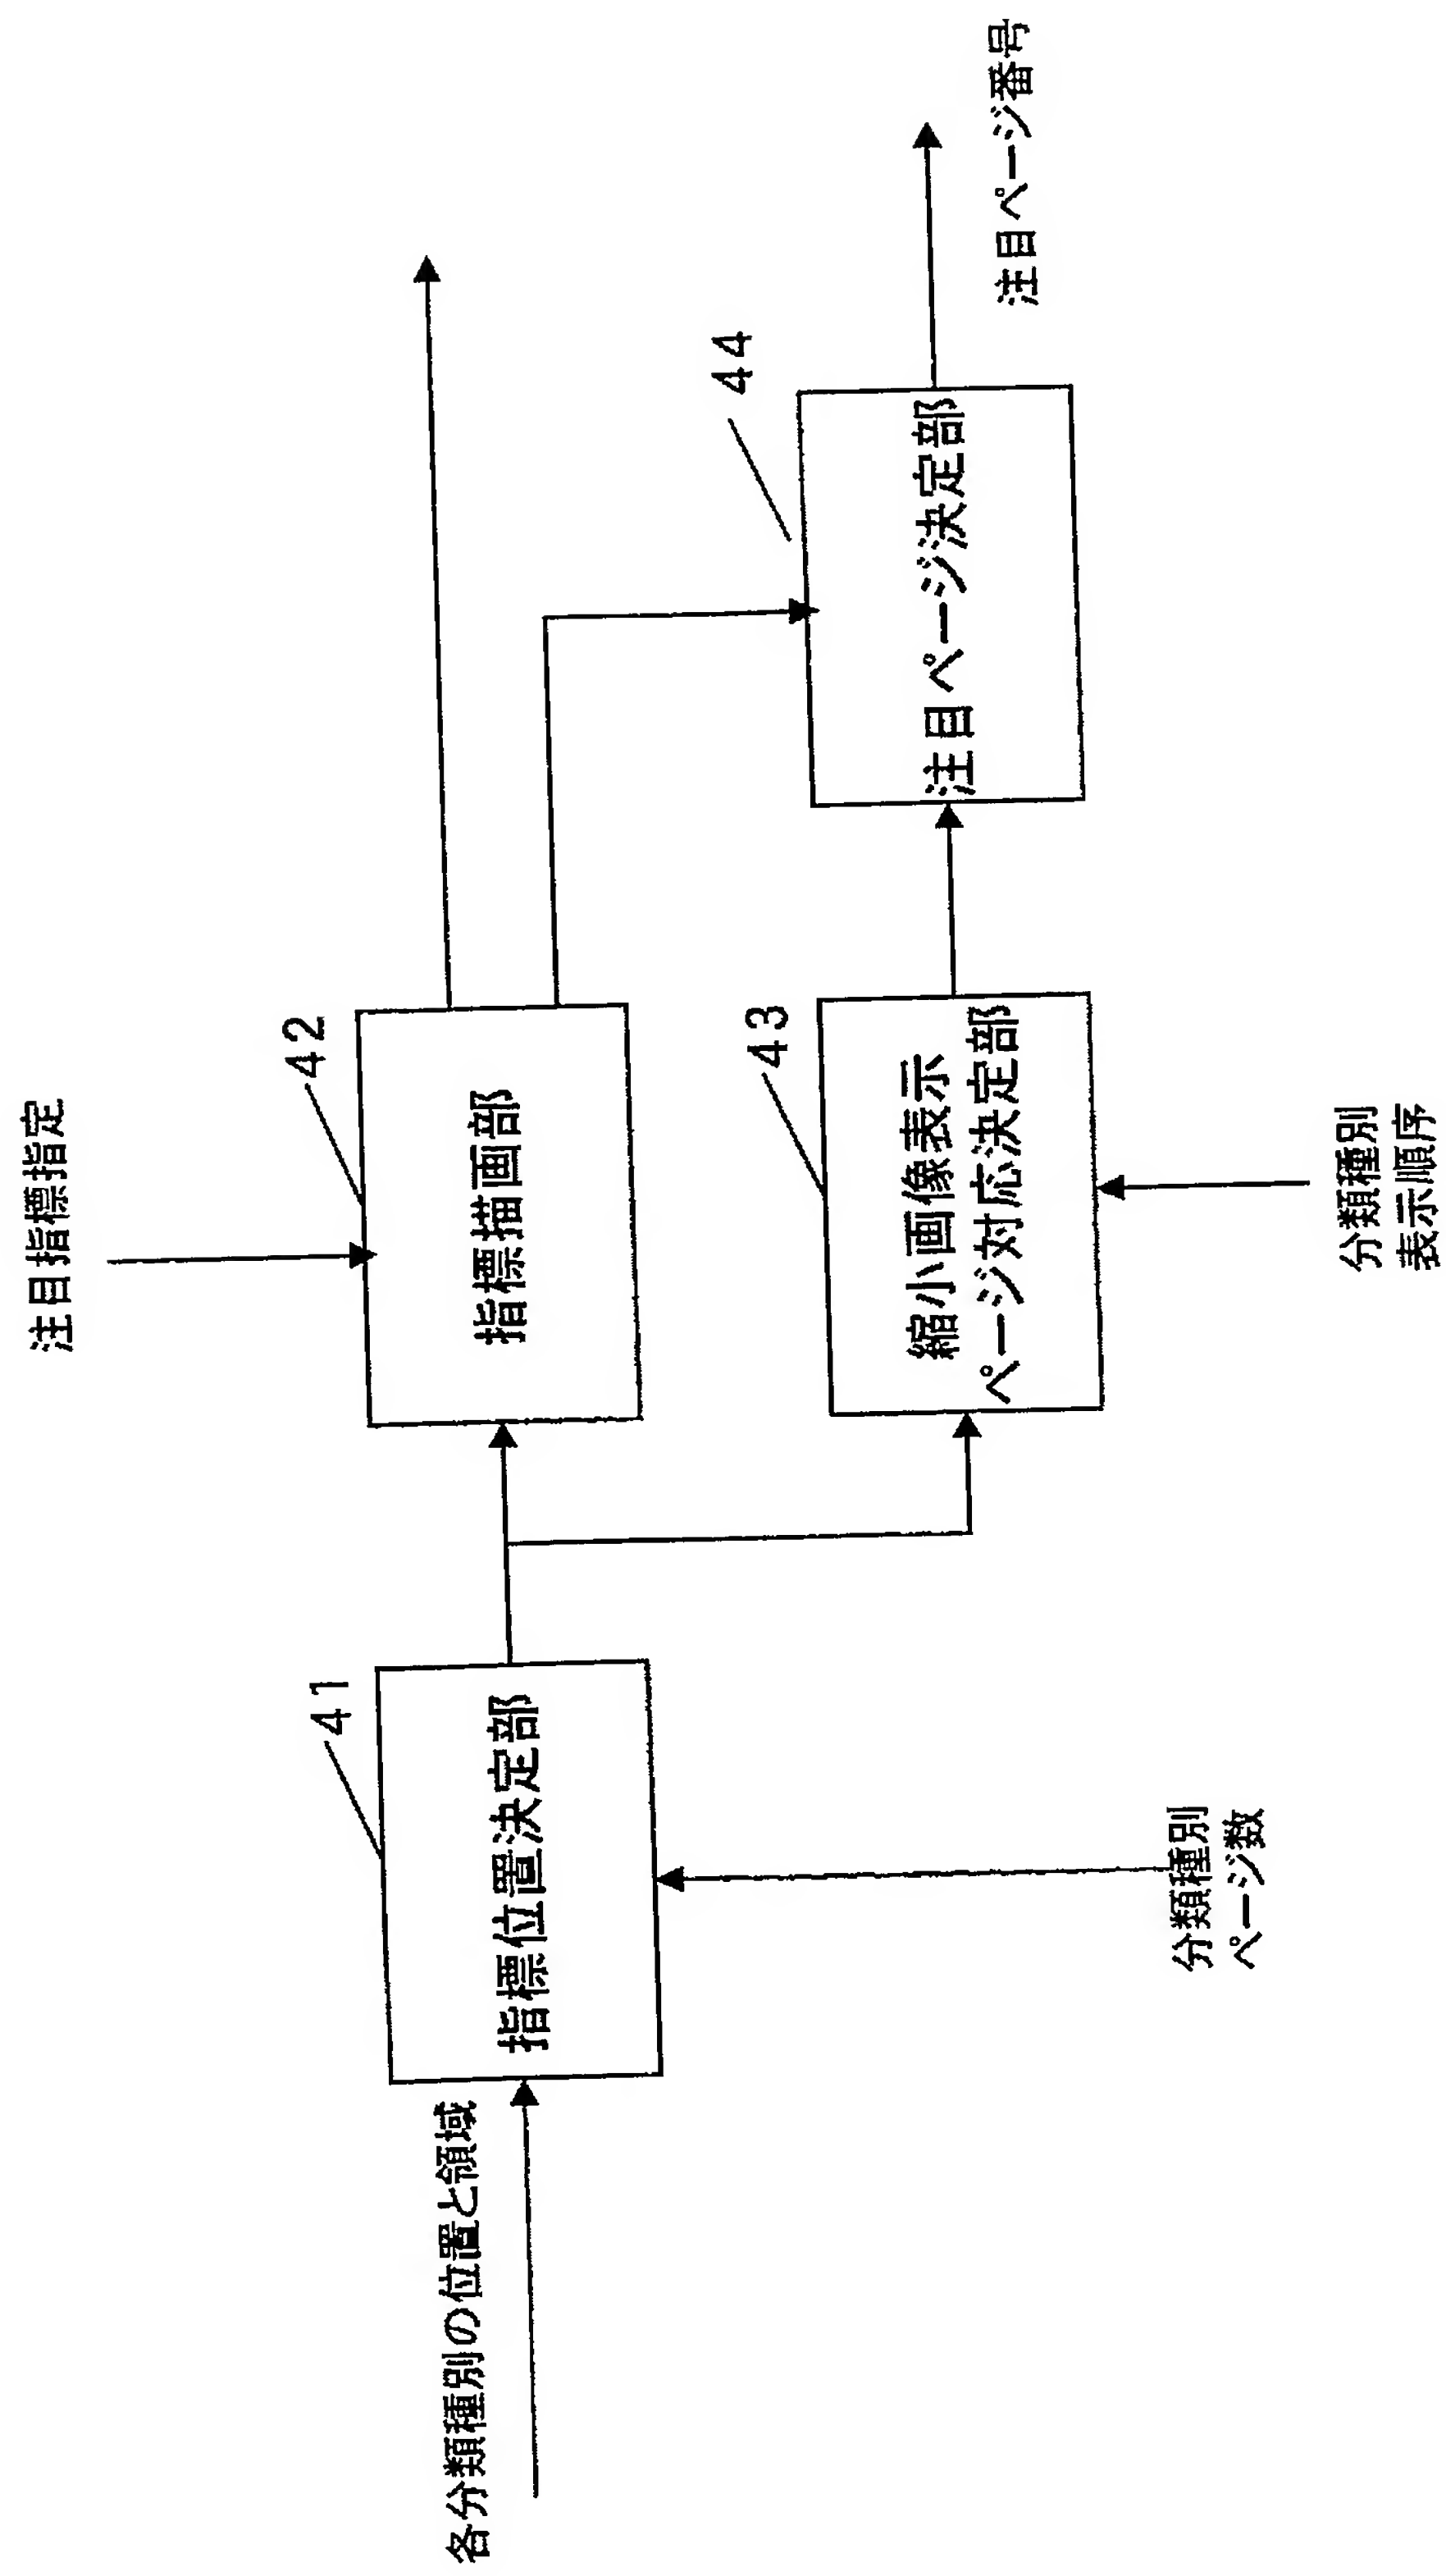 注目指標指定
42
指標描画部
41
指標位置決定部
各分類種別の位置と領域
分類種別
ページ数
43
縮小画像表示
ページ対応決定部
分類種別
表示順序
44
注目ページ決定部
注目ページ番号